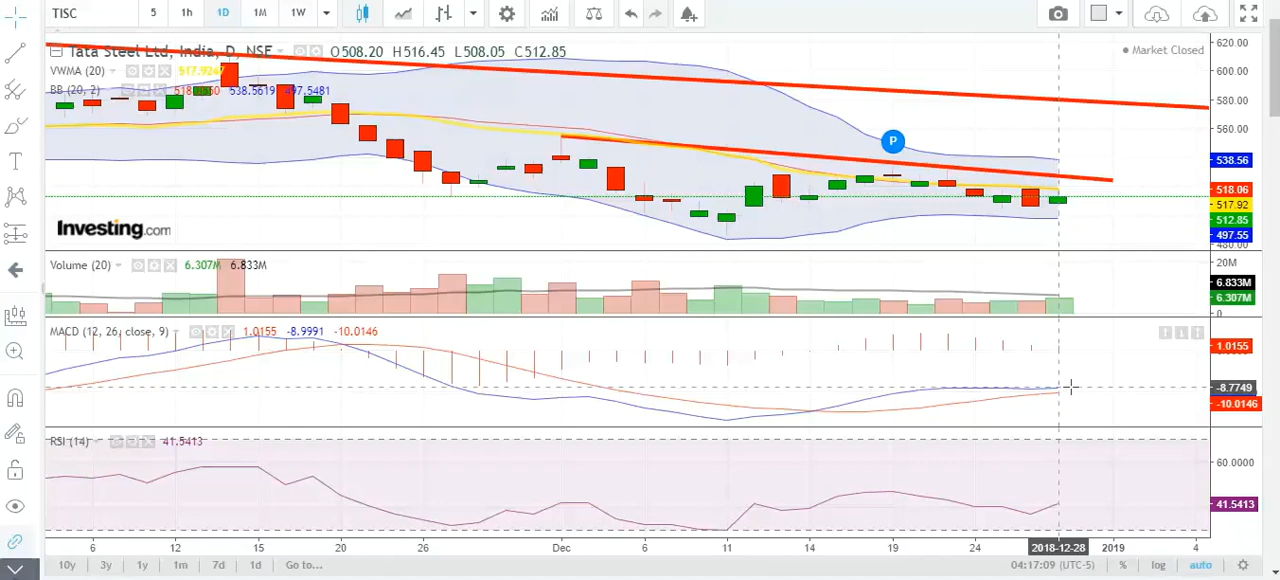 TISC 5 1h 1D 1M 1W
Tata Steel Ltd, India, D, NSE O508.20 H516.45 L508.05 C512.85
Market Closed
VWMA (20) 517.9247
BB (20, 2) 538.5619 497.5481
P
Investing.com
620.00
600.00
580.00
560.00
538.56
518.06
517.92
512.85
497.55
480.00
Volume (20) 6.307M 6.833M
20M
6.833M
6.307M
0
MACD (12, 26, close, 9) 1.0155 -8.9991 -10.0146
1.0155
-8.7749
-10.0146
RSI (14) 41.5413
60.0000
41.5413
6 12 15 20 26 Dec 6 11 14 19 24 2018-12-28 2019 4
10y 3y 1y 1m 7d 1d Go to... 04:17:09 (UTC-5) % log auto